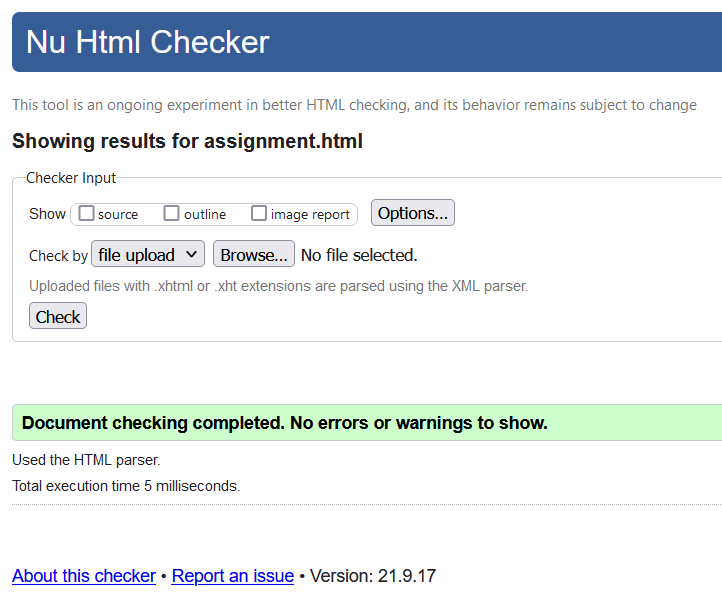 Nu Html Checker
This tool is an ongoing experiment in better HTML checking, and its behavior remains subject to change
Showing results for assignment.html
Checker Input
Show source outline image report Options...
Check by file upload Browse... No file selected.
Uploaded files with .xhtml or .xht extensions are parsed using the XML parser.
Check
Document checking completed. No errors or warnings to show.
Used the HTML parser.
Total execution time 5 milliseconds.
About this checker • Report an issue • Version: 21.9.17